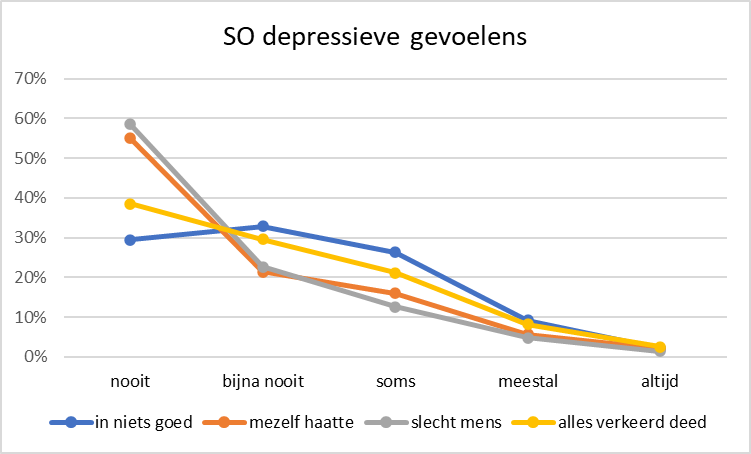 SO depressieve gevoelens
70%
60%
50%
40%
30%
20%
10%
0%
nooit bijna nooit soms meestal altijd
in niets goed mezelf haatte slecht mens alles verkeerd deed